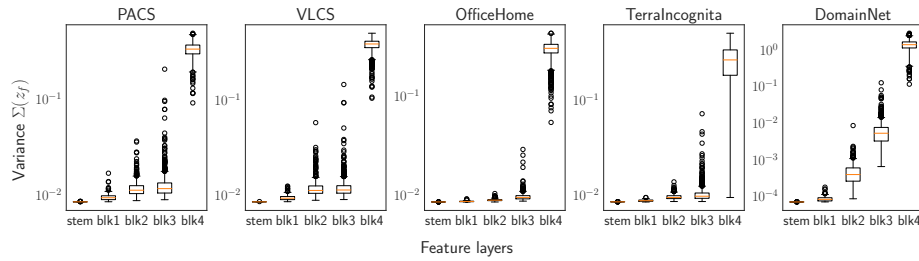 PACS VLCS OfficeHome TerraIncognita DomainNet
Variance Σ(z_f)
10⁻¹ 10⁻¹ 10⁻¹ 10⁻¹ 10⁰
10⁻¹
10⁻²
10⁻³
10⁻² 10⁻² 10⁻² 10⁻² 10⁻⁴
stem blk1 blk2 blk3 blk4 stem blk1 blk2 blk3 blk4 stem blk1 blk2 blk3 blk4 stem blk1 blk2 blk3 blk4 stem blk1 blk2 blk3 blk4
Feature layers